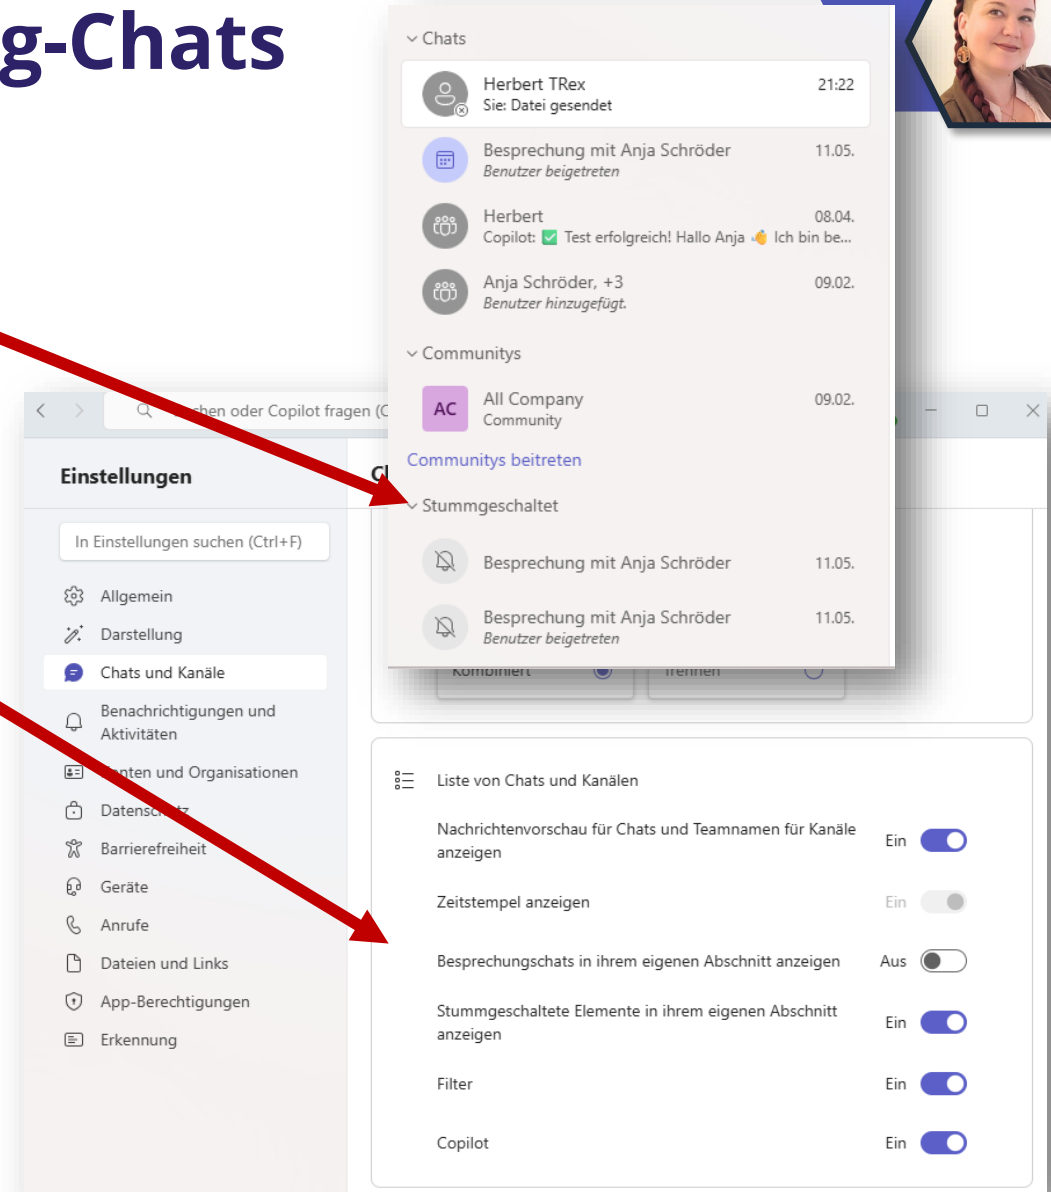 g-Chats
Chats
Herbert TRex 21:22
Sie: Datei gesendet
Besprechung mit Anja Schröder 11.05.
Benutzer beigetreten
Herbert 08.04.
Copilot: ✅ Test erfolgreich! Hallo Anja 👋 Ich bin be...
Anja Schröder, +3 09.02.
Benutzer hinzugefügt.
Communitys
AC All Company 09.02.
Community
Communitys beitreten
Stummgeschaltet
Besprechung mit Anja Schröder 11.05.
Besprechung mit Anja Schröder 11.05.
Benutzer beigetreten
oder Copilot fragen
Einstellungen
In Einstellungen suchen (Ctrl+F)
Allgemein
Darstellung
Chats und Kanäle
Benachrichtigungen und
Aktivitäten
und Organisationen
Datenschutz
Barrierefreiheit
Geräte
Anrufe
Dateien und Links
App-Berechtigungen
Erkennung
Kombiniert Trennen
Liste von Chats und Kanälen
Nachrichtenvorschau für Chats und Teamnamen für Kanäle
anzeigen
Ein
Zeitstempel anzeigen Ein
Besprechungschats in ihrem eigenen Abschnitt anzeigen Aus
Stummgeschaltete Elemente in ihrem eigenen Abschnitt
anzeigen
Ein
Filter Ein
Copilot Ein